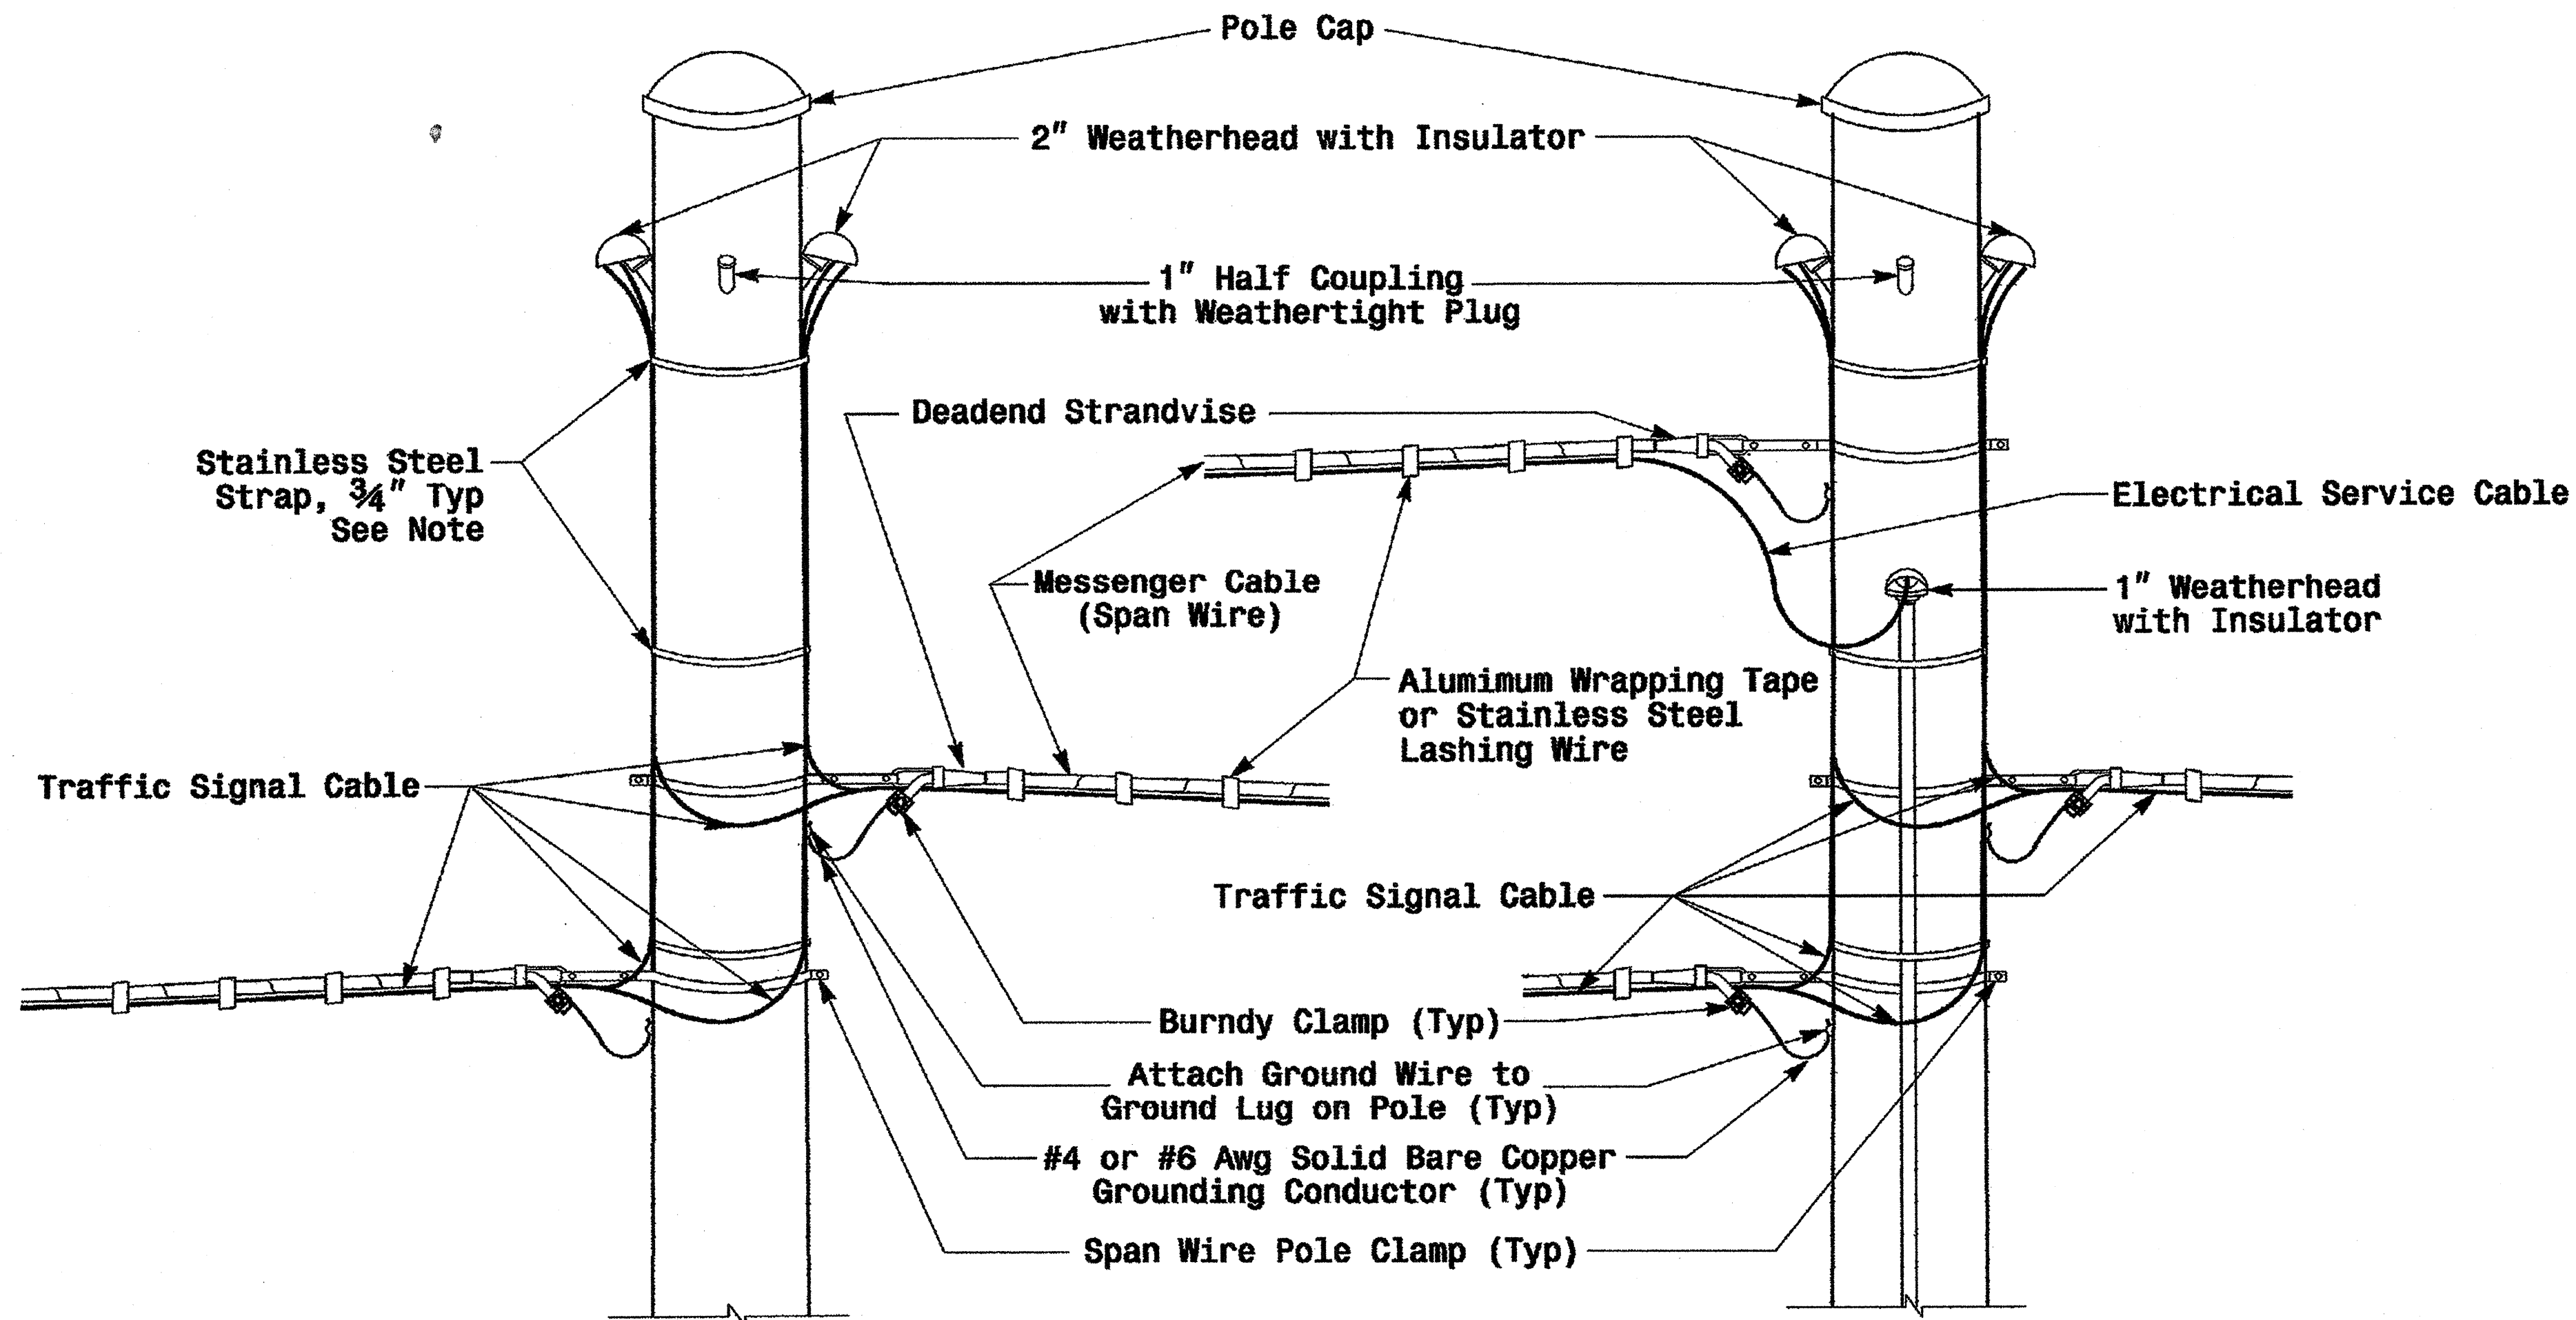 Pole Cap
2" Weatherhead with Insulator
1" Half Coupling
with Weathertight Plug
Deadend Strandvise
Stainless Steel
Strap, ¾" Typ
See Note
Electrical Service Cable
Messenger Cable
(Span Wire)
1" Weatherhead
with Insulator
Alumimum Wrapping Tape
or Stainless Steel
Lashing Wire
Traffic Signal Cable
Traffic Signal Cable
Burndy Clamp (Typ)
Attach Ground Wire to
Ground Lug on Pole (Typ)
#4 or #6 Awg Solid Bare Copper
Grounding Conductor (Typ)
Span Wire Pole Clamp (Typ)